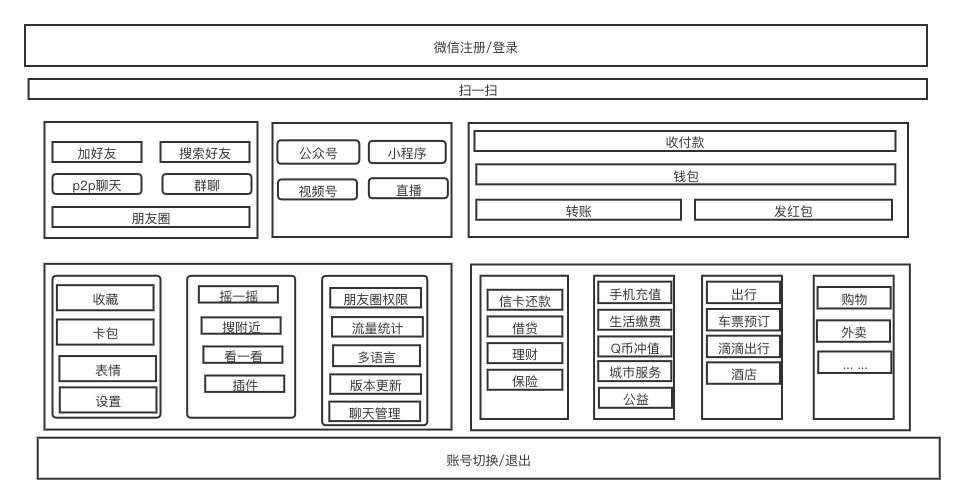 微信注册/登录
扫一扫
加好友
搜索好友
p2p聊天
群聊
朋友圈
公众号
小程序
视频号
直播
收付款
钱包
转账
发红包
收藏
卡包
表情
设置
摇一摇
搜附近
看一看
插件
朋友圈权限
流量统计
多语言
版本更新
聊天管理
信卡还款
借贷
理财
保险
手机充值
生活缴费
Q币冲值
城市服务
公益
出行
车票预订
滴滴出行
酒店
购物
外卖
... ...
账号切换/退出